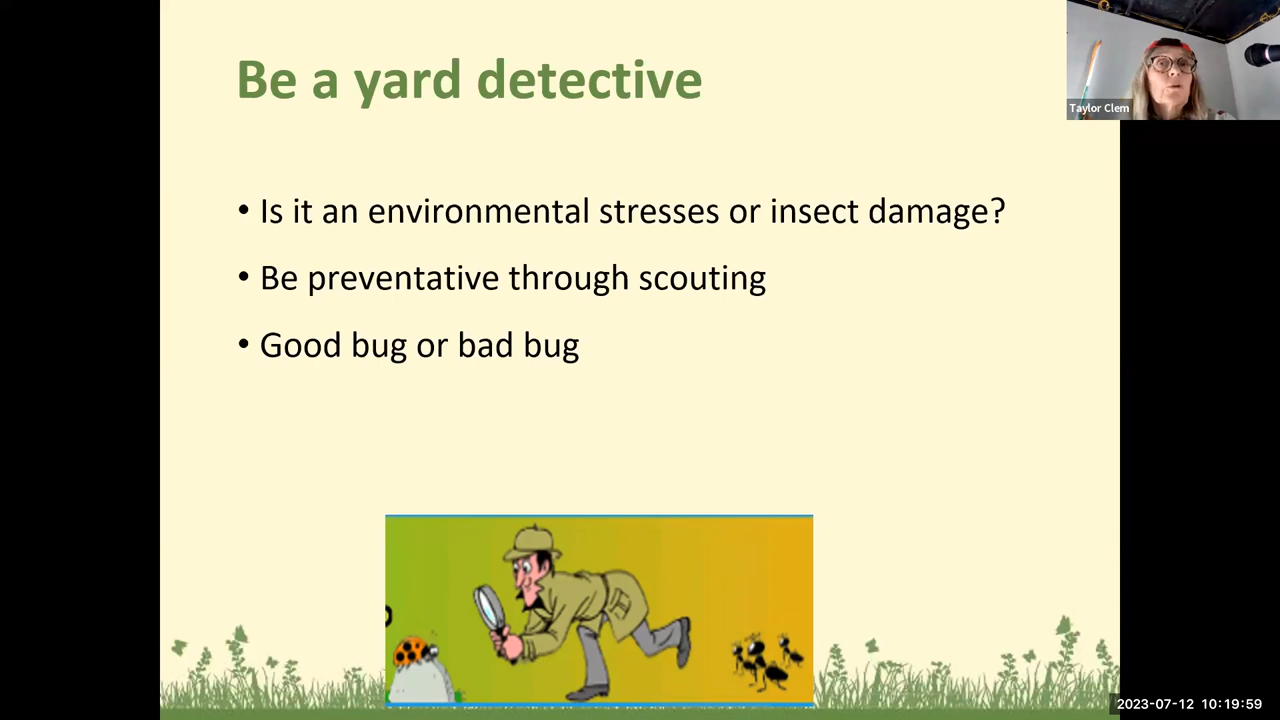 Be a yard detective
Taylor Clem
• Is it an environmental stresses or insect damage?
• Be preventative through scouting
• Good bug or bad bug
2023-07-12 10:19:59